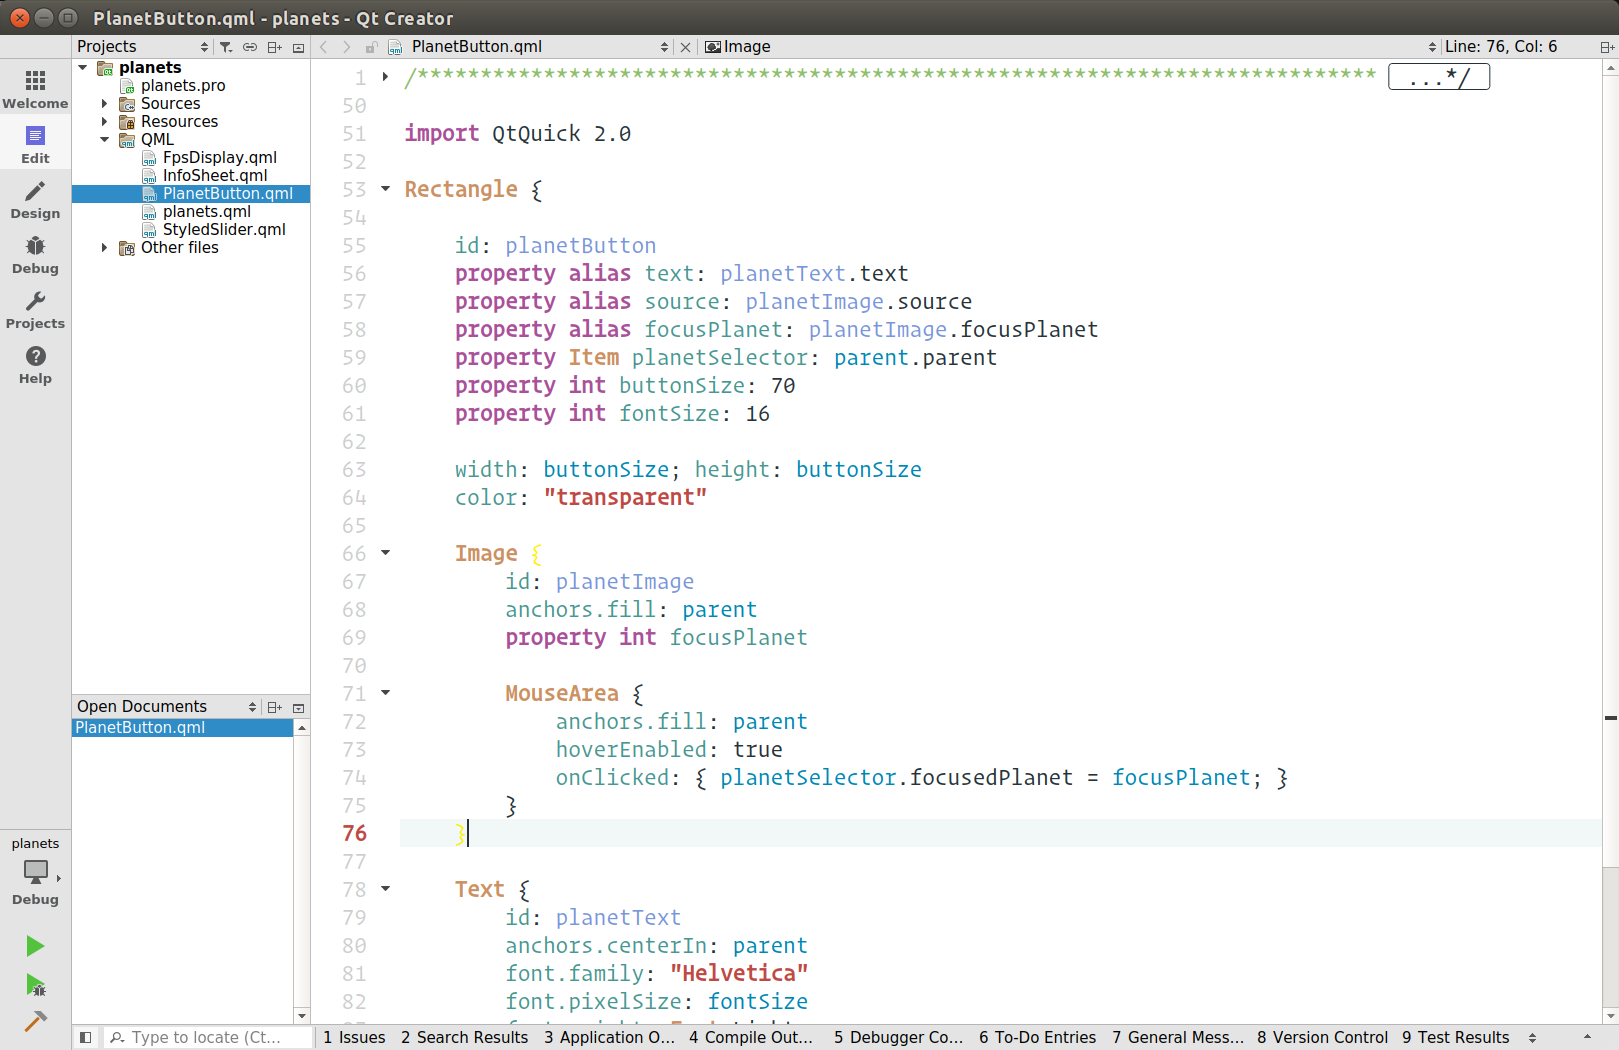 PlanetButton.qml - planets - Qt Creator
Projects
PlanetButton.qml
Image
Line: 76, Col: 6
Welcome
Edit
Design
Debug
Projects
Help
planets
planets.pro
Sources
Resources
QML
FpsDisplay.qml
InfoSheet.qml
PlanetButton.qml
planets.qml
StyledSlider.qml
Other files
Open Documents
PlanetButton.qml
planets
Debug
1 /**************************************************************************** ...*/
50
51 import QtQuick 2.0
52
53 Rectangle {
54
55 id: planetButton
56 property alias text: planetText.text
57 property alias source: planetImage.source
58 property alias focusPlanet: planetImage.focusPlanet
59 property Item planetSelector: parent.parent
60 property int buttonSize: 70
61 property int fontSize: 16
62
63 width: buttonSize; height: buttonSize
64 color: "transparent"
65
66 Image {
67 id: planetImage
68 anchors.fill: parent
69 property int focusPlanet
70
71 MouseArea {
72 anchors.fill: parent
73 hoverEnabled: true
74 onClicked: { planetSelector.focusedPlanet = focusPlanet; }
75 }
76 }
77
78 Text {
79 id: planetText
80 anchors.centerIn: parent
81 font.family: "Helvetica"
82 font.pixelSize: fontSize
Type to locate (Ct...
1 Issues
2 Search Results
3 Application O...
4 Compile Out...
5 Debugger Co...
6 To-Do Entries
7 General Mess...
8 Version Control
9 Test Results